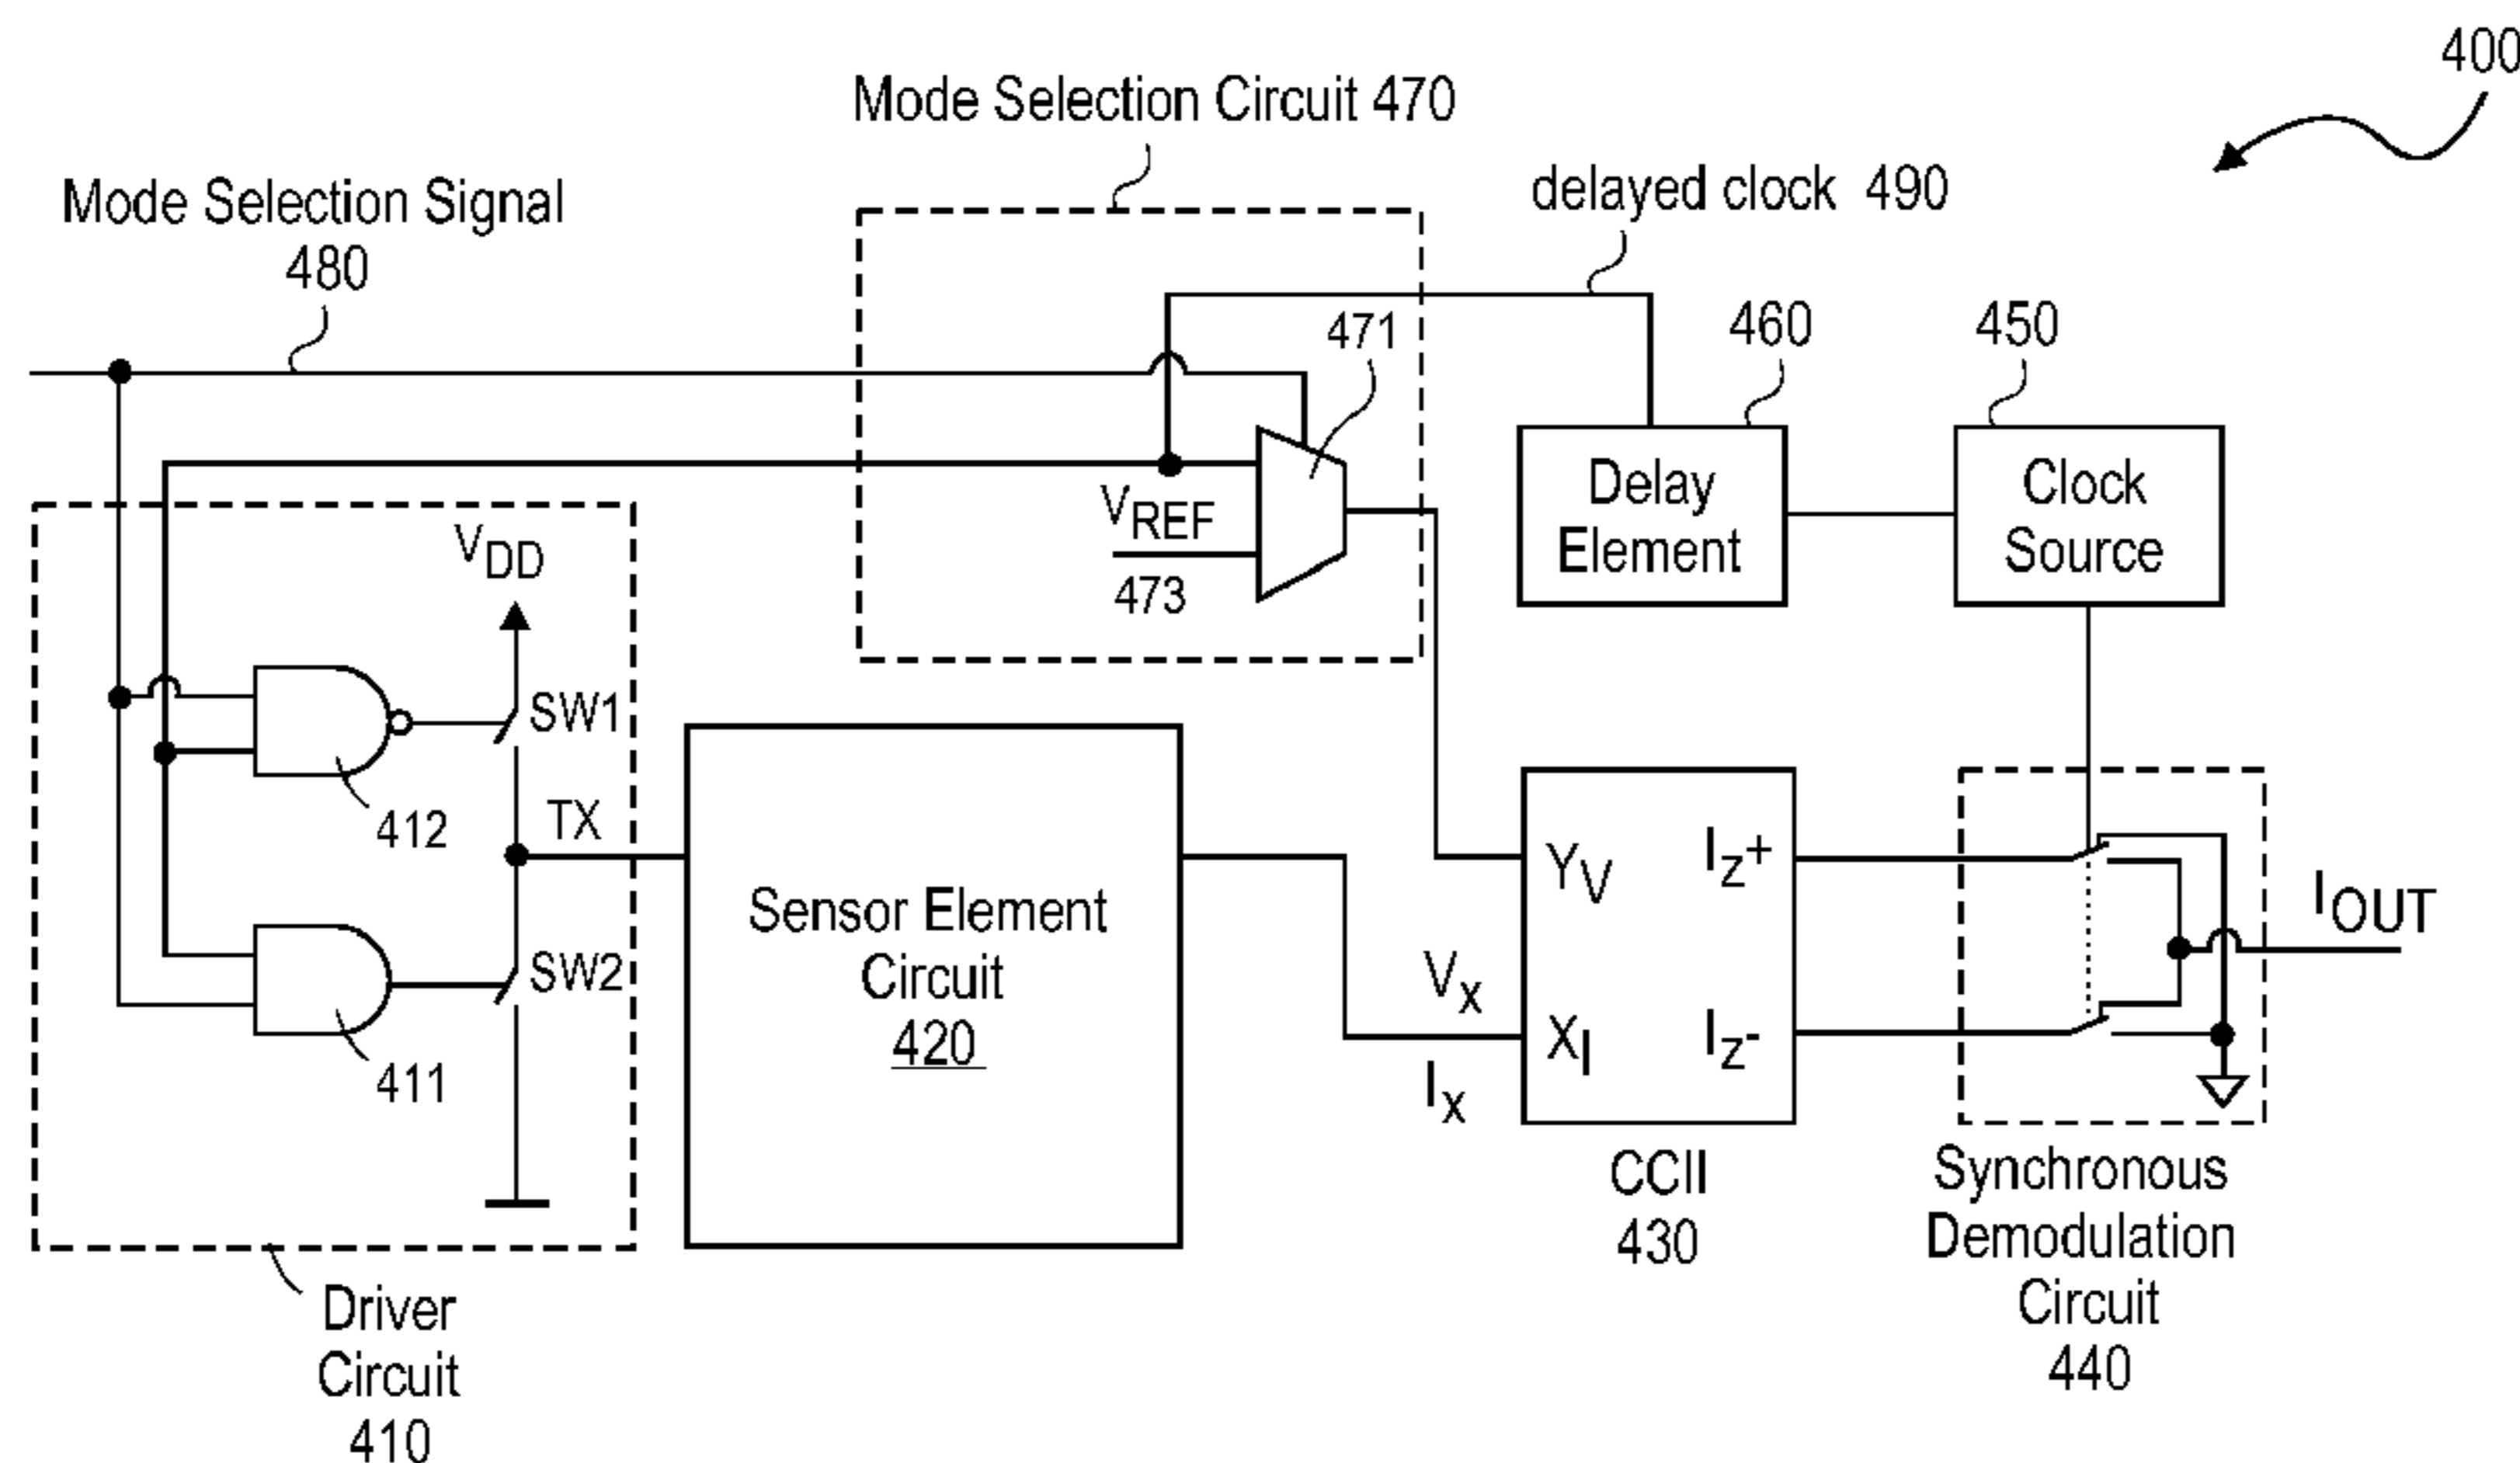 400
Mode Selection Circuit 470
delayed clock 490
Mode Selection Signal
480
471
460
450
Delay
Element
Clock
Source
VREF
473
VDD
SW1
412
TX
SW2
411
Sensor Element
Circuit
420
YV
IZ+
VX
XI
IZ-
IX
IOUT
CCII
430
Synchronous
Demodulation
Circuit
440
Driver
Circuit
410